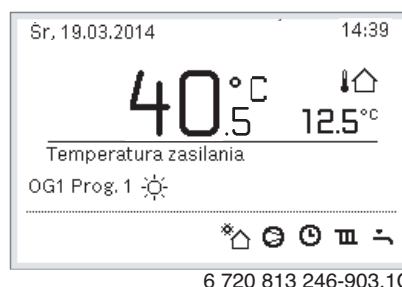 Śr, 19.03.2014 14:39
40.5°C
12.5°C
Temperatura zasilania
OG1 Prog. 1
6 720 813 246-903.1O